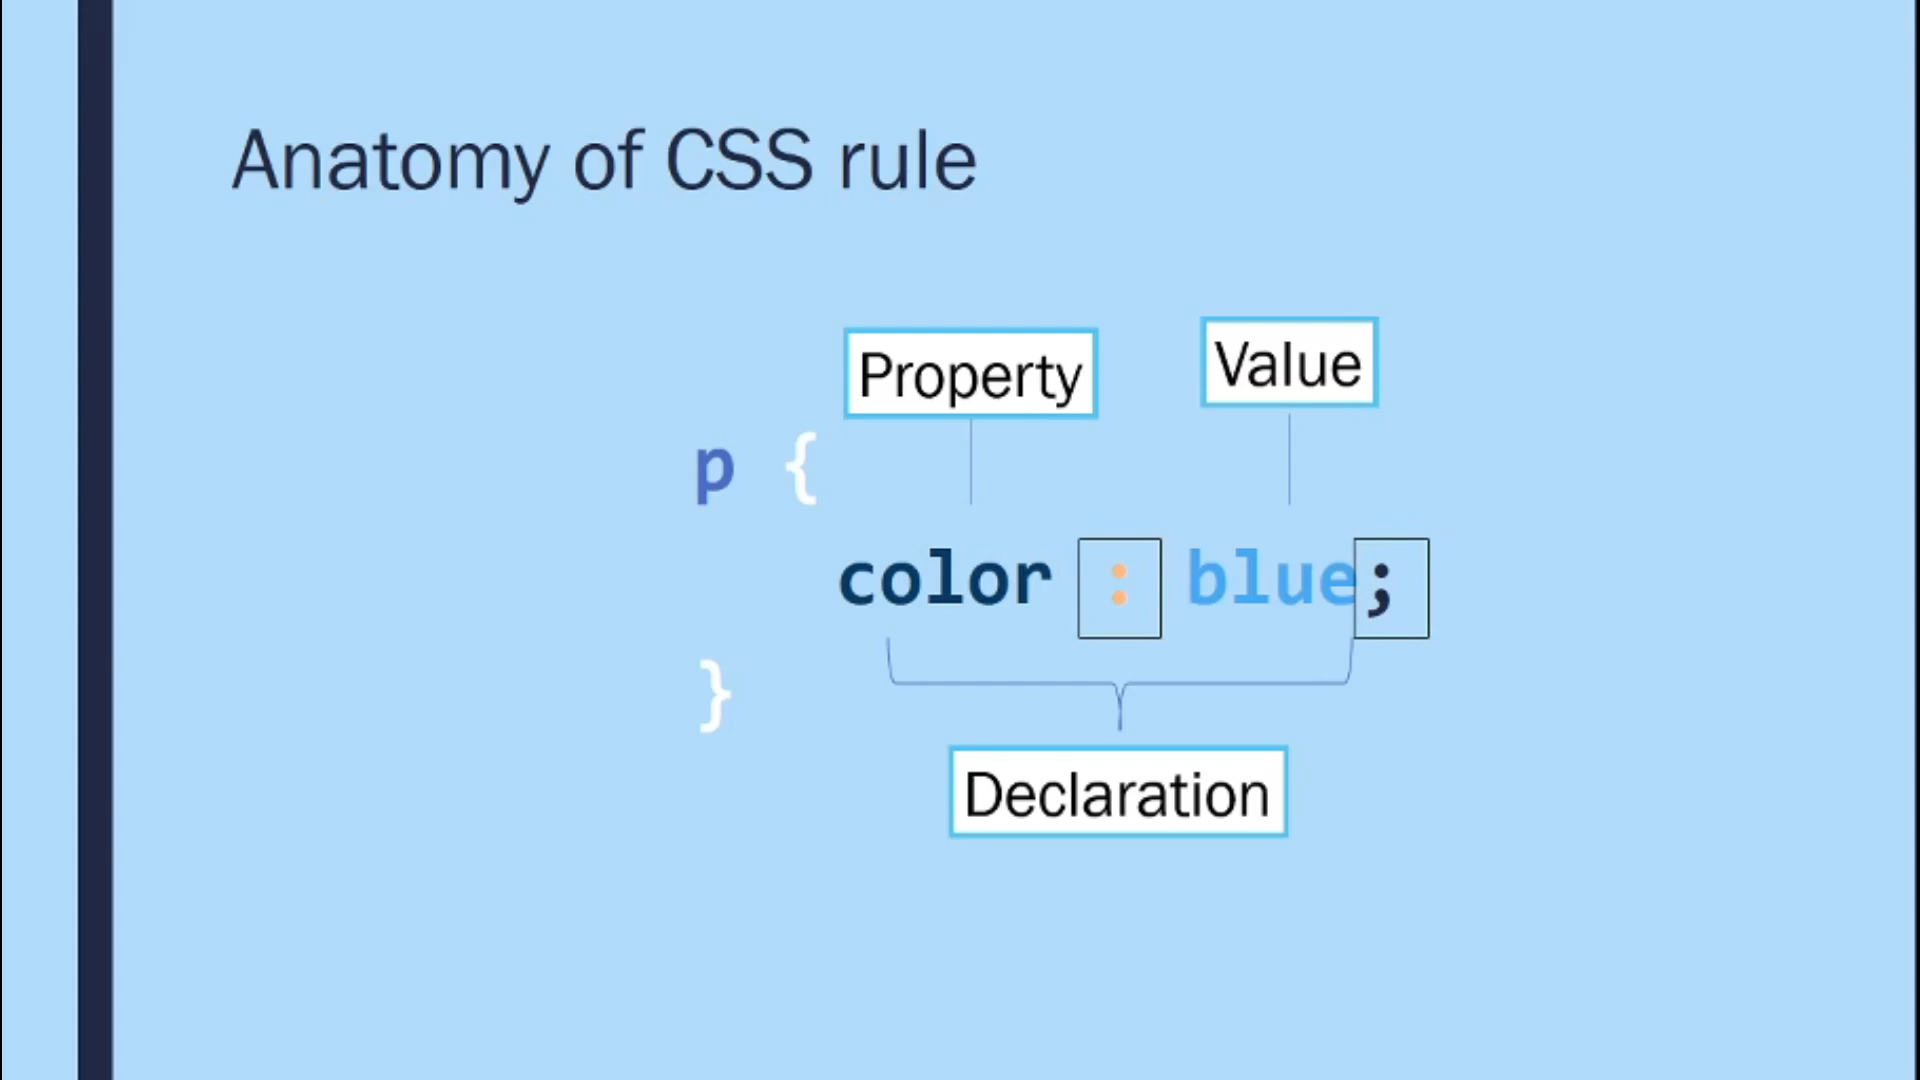 Anatomy of CSS rule
Property
Value
p {
color : blue;
}
Declaration